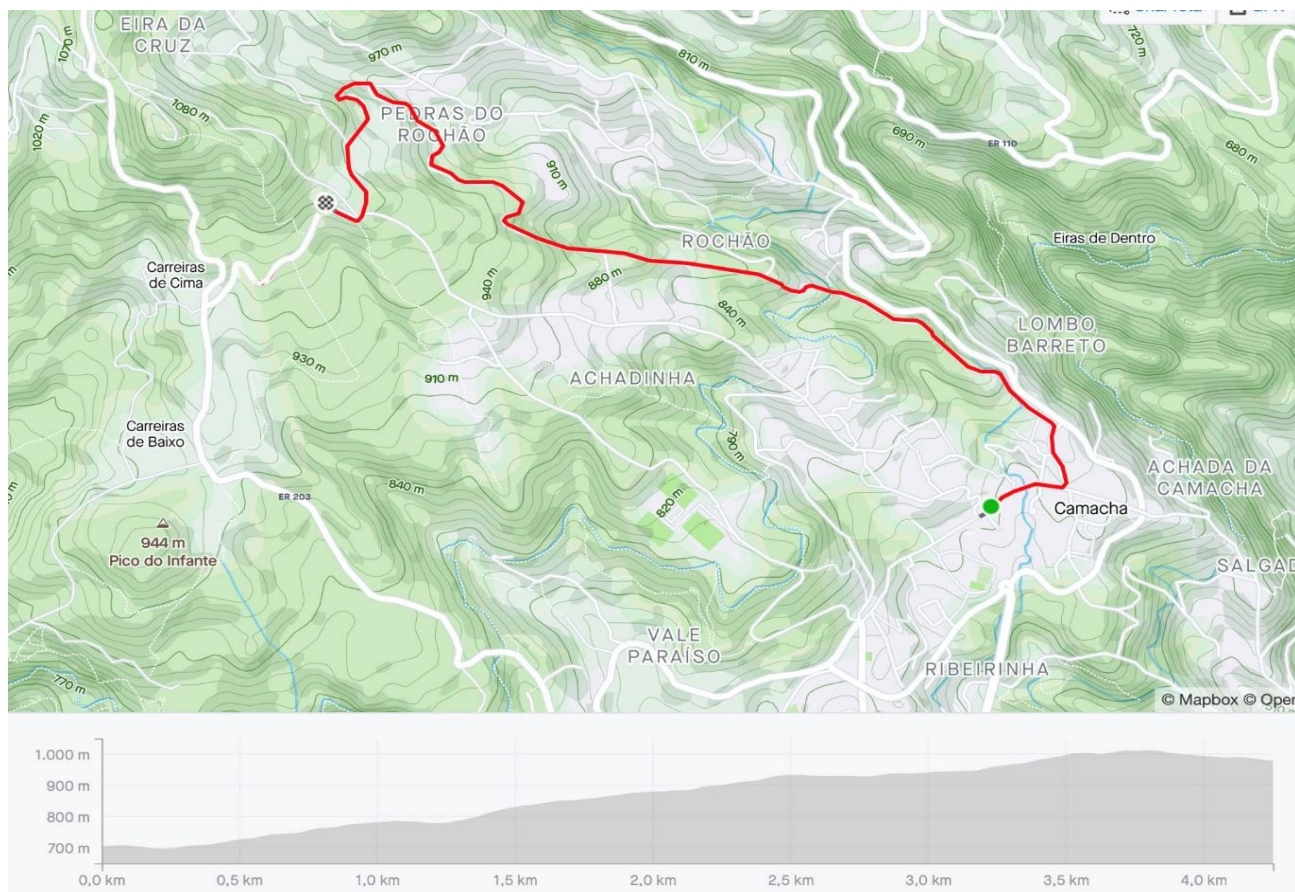 EIRA DA
CRUZ
1070 m
970 m
810 m
720 m
1080 m
1020 m
PEDRAS DO
ROCHÃO
910 m
690 m
ER 110
680 m
ROCHÃO
Eiras de Dentro
Carreiras
de Cima
940 m
880 m
840 m
LOMBO
BARRETO
930 m
910 m
ACHADINHA
Carreiras
de Baixo
790 m
840 m
ER 203
820 m
ACHADA DA
CAMACHA
Camacha
944 m
Pico do Infante
SALGAD
VALE
PARAÍSO
RIBEIRINHA
770 m
© Mapbox © Open
1.000 m
900 m
800 m
700 m
0,0 km
0,5 km
1,0 km
1,5 km
2,0 km
2,5 km
3,0 km
3,5 km
4,0 km